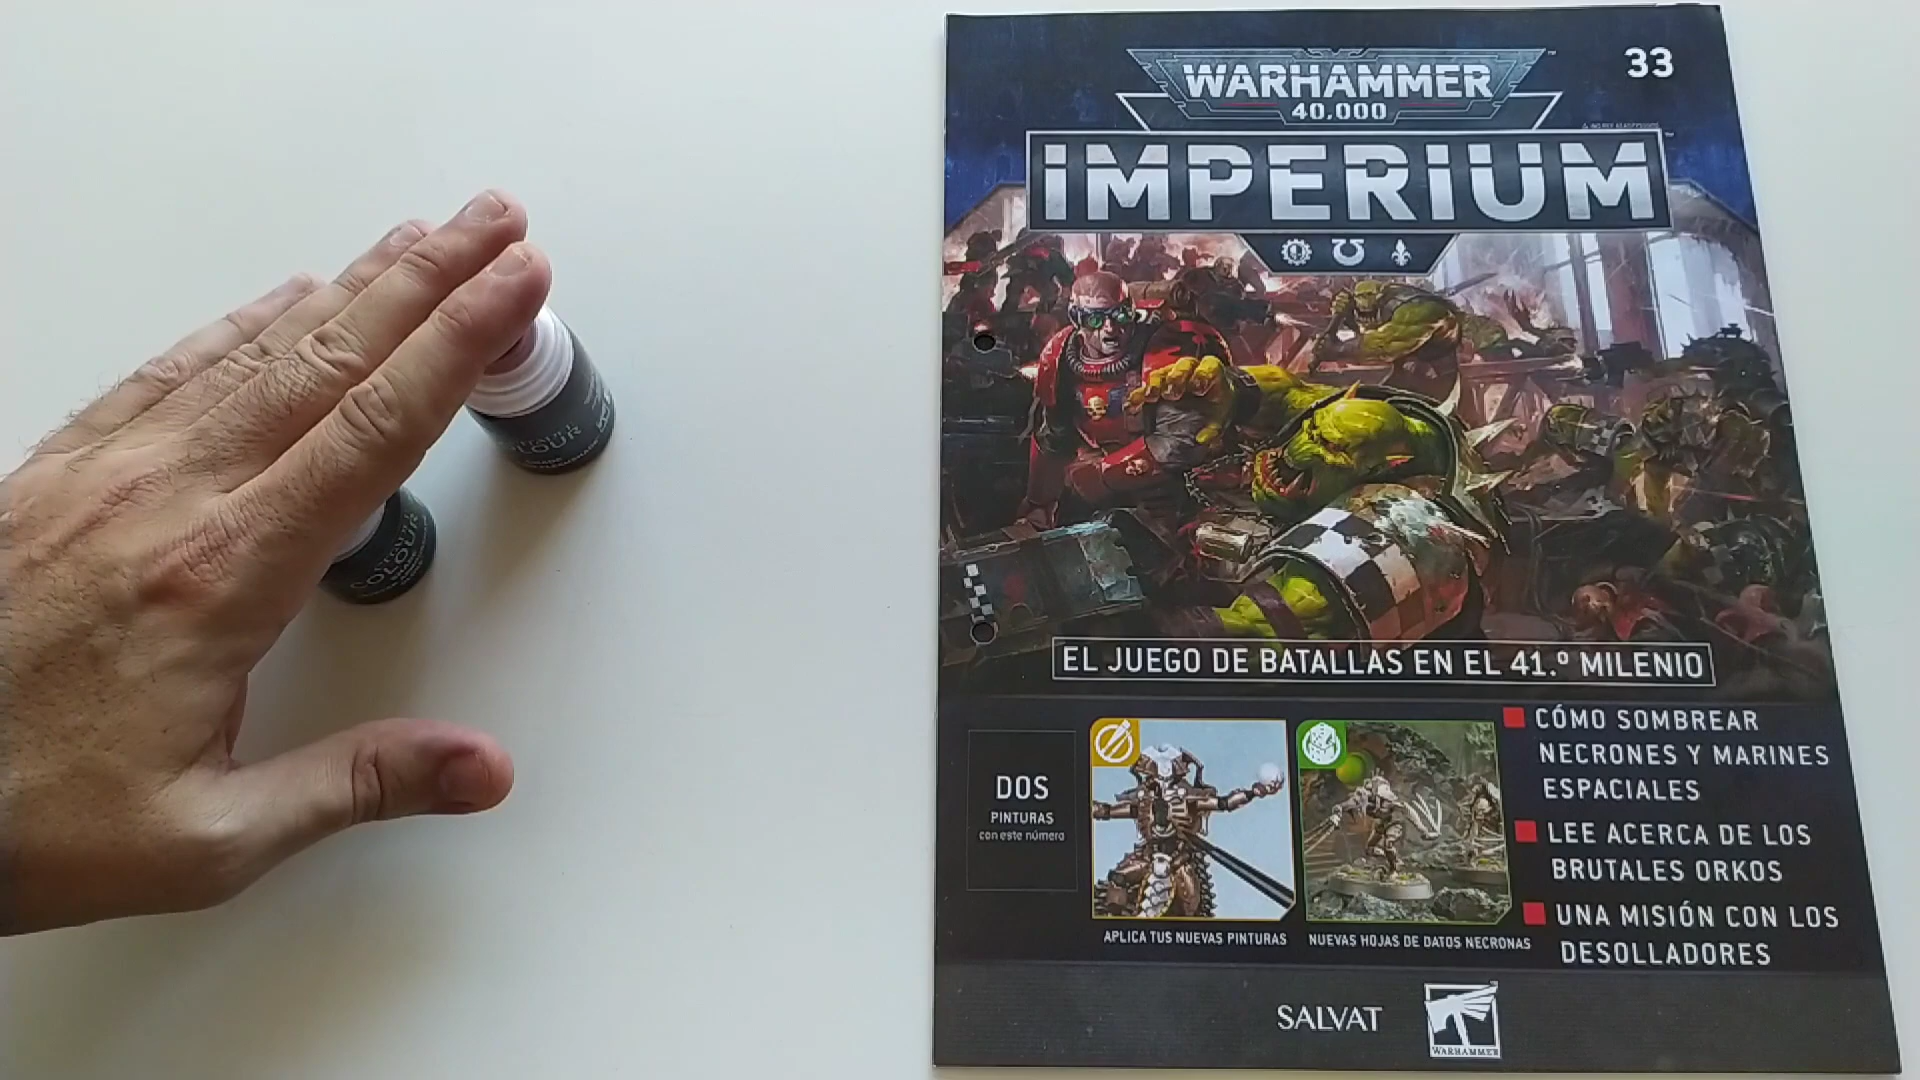 33
WARHAMMER
40,000
IMPERIUM
EL JUEGO DE BATALLAS EN EL 41.º MILENIO
DOS
PINTURAS
con este número
APLICA TUS NUEVAS PINTURAS
NUEVAS HOJAS DE DATOS NECRONAS
CÓMO SOMBREAR
NECRONES Y MARINES
ESPACIALES
LEE ACERCA DE LOS
BRUTALES ORKOS
UNA MISIÓN CON LOS
DESOLLADORES
SALVAT
WARHAMMER
COLOUR
SHADE